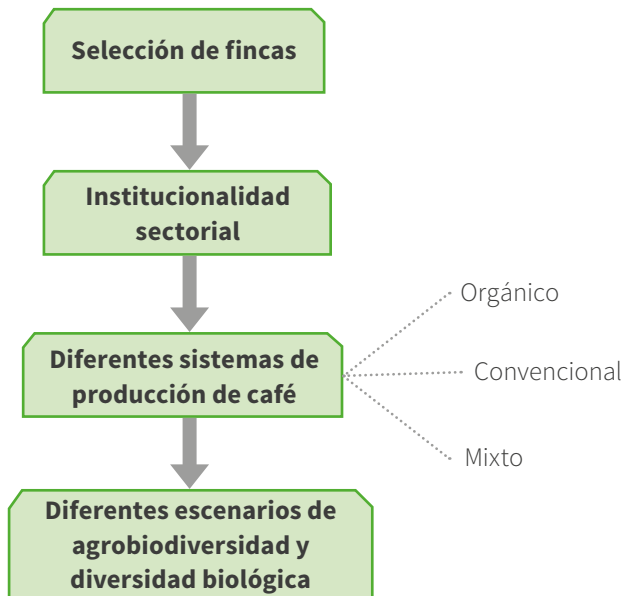 Selección de fincas
Institucionalidad
sectorial
Diferentes sistemas de
producción de café
Orgánico
Convencional
Mixto
Diferentes escenarios de
agrobiodiversidad y
diversidad biológica